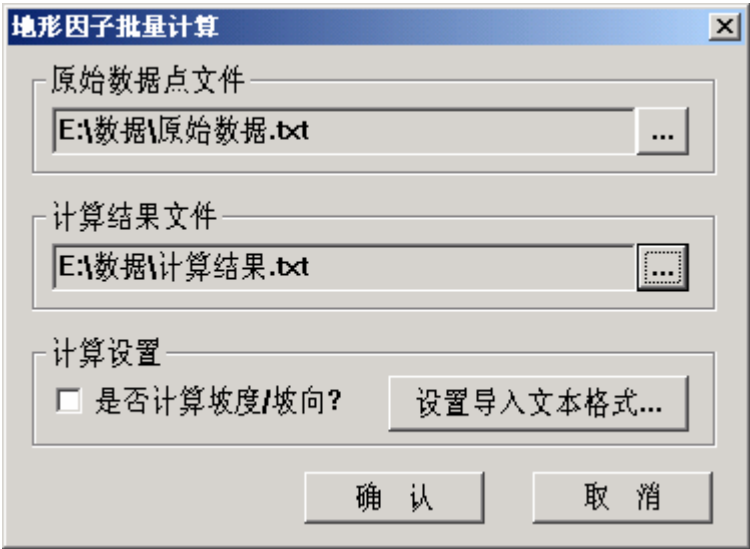 地形因子批量计算
原始数据点文件
E:\数据\原始数据.txt
...
计算结果文件
E:\数据\计算结果.txt
...
计算设置
是否计算坡度/坡向?
设置导入文本格式...
确 认
取 消